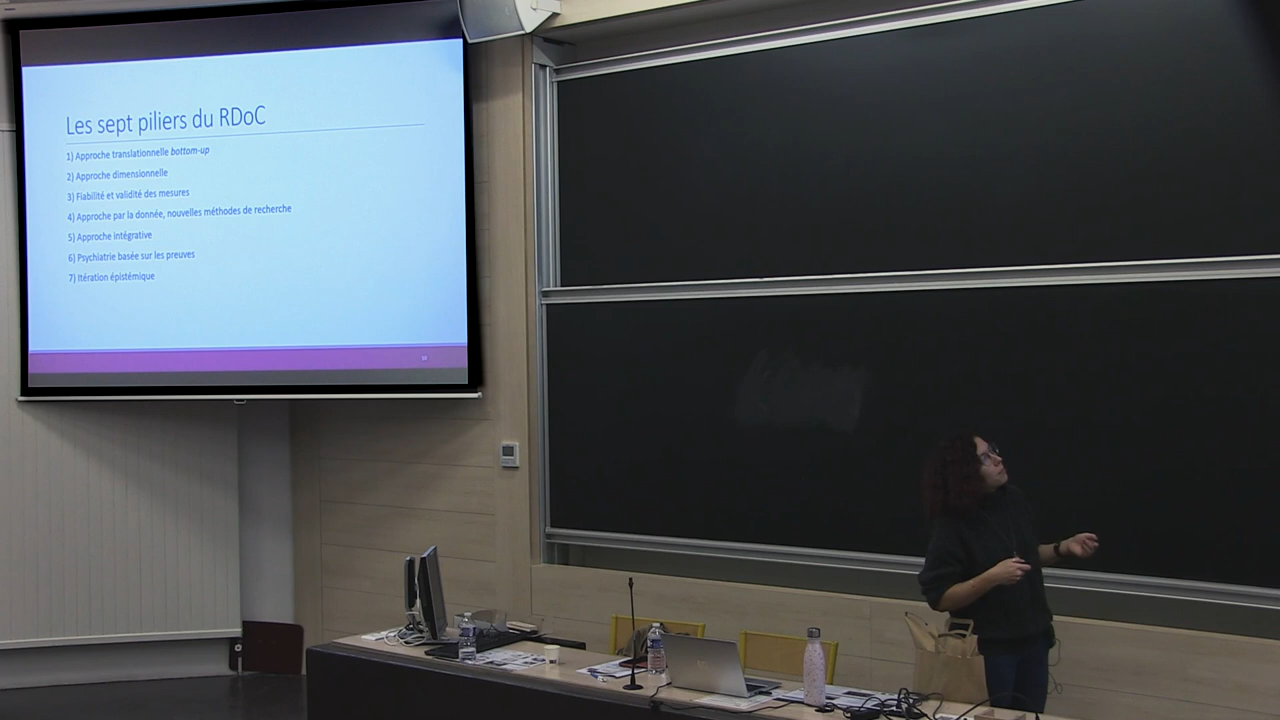 Les sept piliers du RDoC
1) Approche translationnelle bottom-up
2) Approche dimensionnelle
3) Fiabilité et validité des mesures
4) Approche par la donnée, nouvelles méthodes de recherche
5) Approche intégrative
6) Psychiatrie basée sur les preuves
7) Itération épistémique